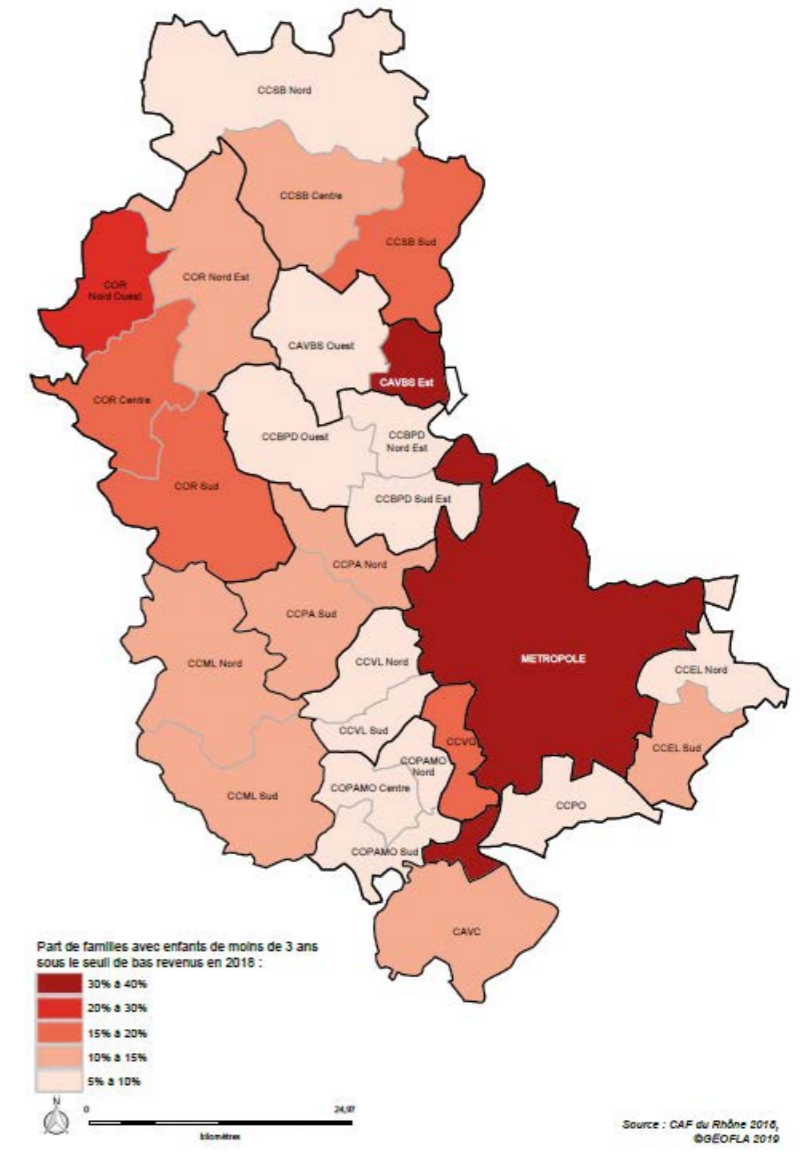 CCSB Nord
CCSB Centre
CCSB Sud
COR Nord Est
COR
Nord Ouest
CAVBS Ouest
CAVBS Est
COR Centre
CCBPD Ouest
CCBPD
Nord Est
COR Sud
CCBPD Sud Est
CCPA Nord
CCPA Sud
CCML Nord
CCVL Nord
METROPOLE
CCEL Nord
CCVL Sud
CCVG
CCEL Sud
COPAMO
Nord
COPAMO Centre
CCML Sud
CCPO
COPAMO Sud
CAVC
Part de familles avec enfants de moins de 3 ans
sous le seuil de bas revenus en 2018 :
30% à 40%
20% à 30%
15% à 20%
10% à 15%
5% à 10%
N
0 24,97
kilomètres
Source : CAF du Rhône 2018,
©GEOFLA 2019